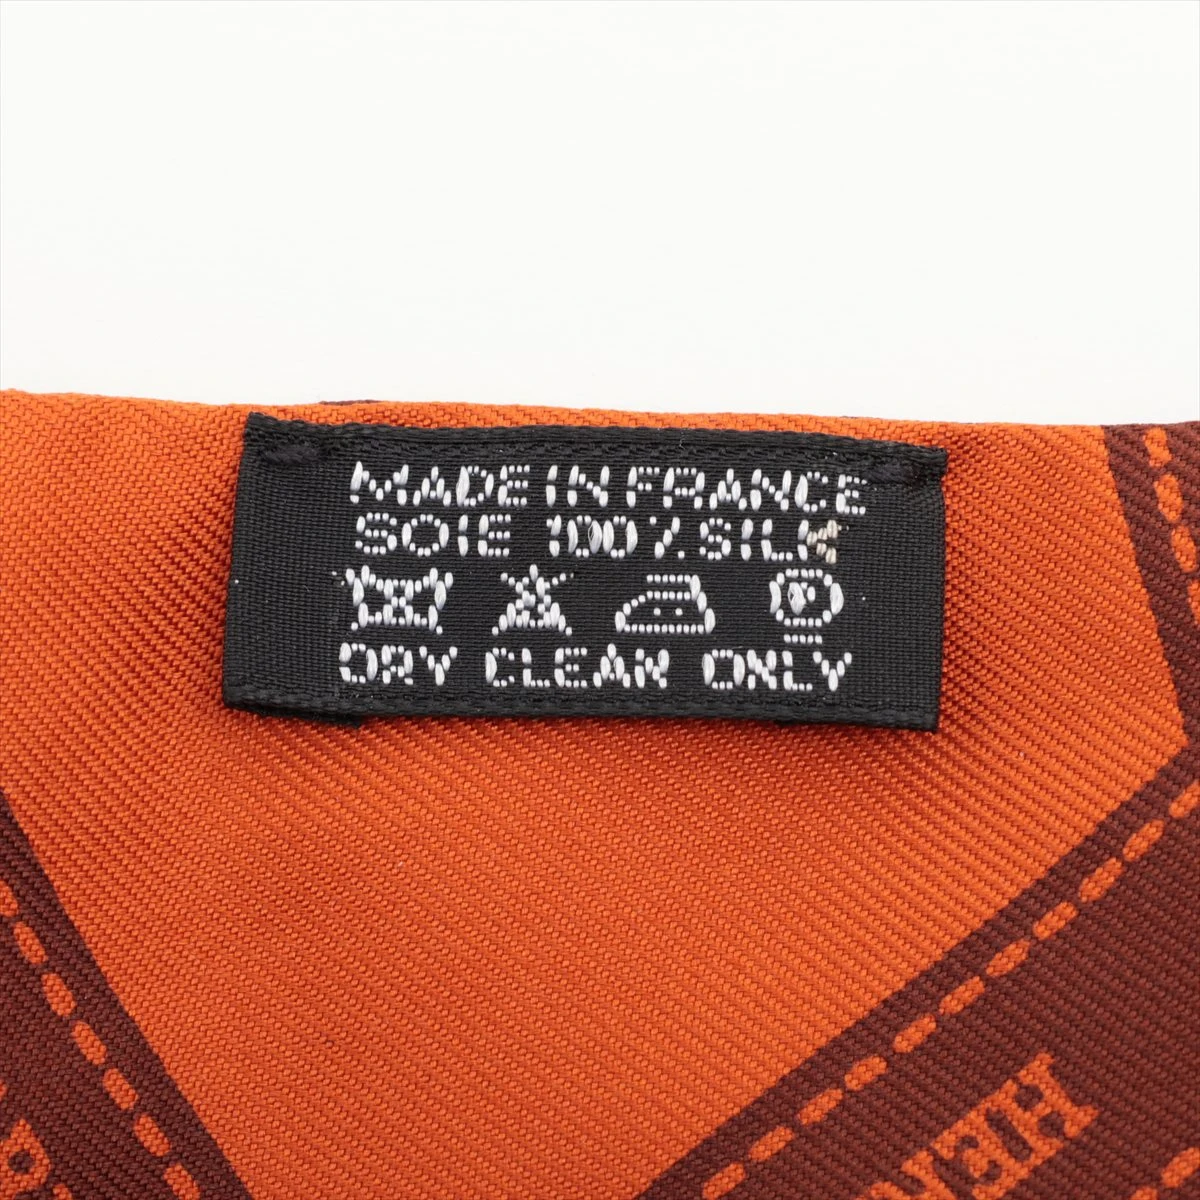 MADE IN FRANCE
SOIE 100% SILK
P
DRY CLEAN ONLY